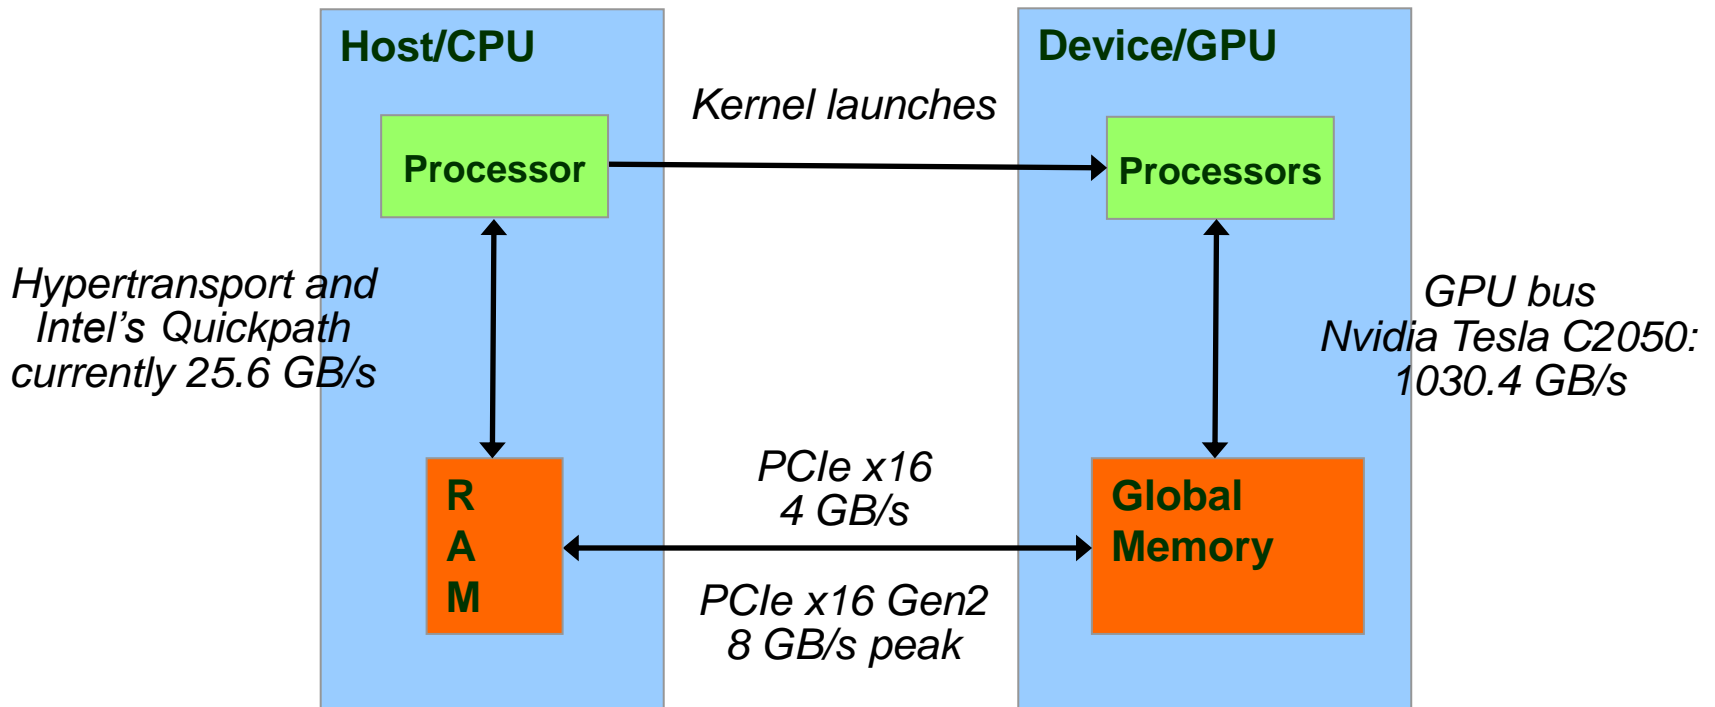 Host/CPU
Device/GPU
Kernel launches
Processor
Processors
Hypertransport and
Intel's Quickpath
currently 25.6 GB/s
GPU bus
Nvidia Tesla C2050:
1030.4 GB/s
PCIe x16
4 GB/s
R
A
M
Global
Memory
PCIe x16 Gen2
8 GB/s peak